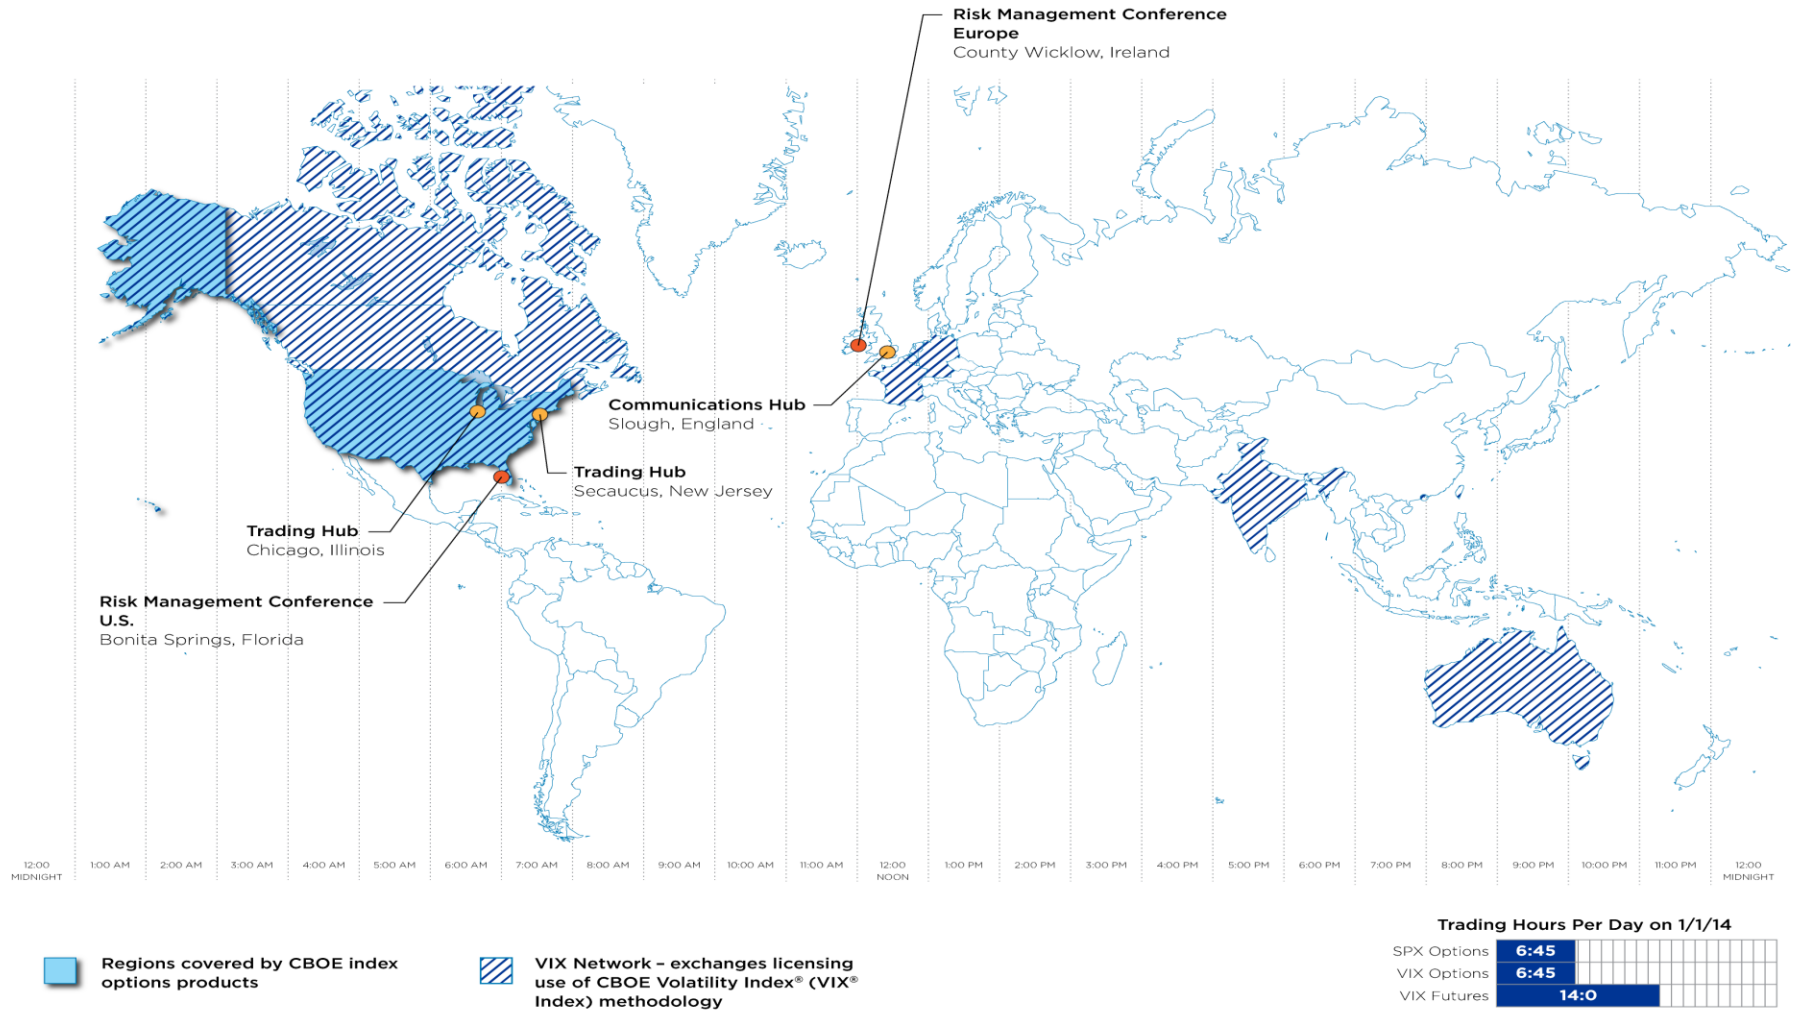 Risk Management Conference
Europe
County Wicklow, Ireland
Communications Hub
Slough, England
Trading Hub
Secaucus, New Jersey
Trading Hub
Chicago, Illinois
Risk Management Conference
U.S.
Bonita Springs, Florida
12:00 MIDNIGHT
1:00 AM
2:00 AM
3:00 AM
4:00 AM
5:00 AM
6:00 AM
7:00 AM
8:00 AM
9:00 AM
10:00 AM
11:00 AM
12:00 NOON
1:00 PM
2:00 PM
3:00 PM
4:00 PM
5:00 PM
6:00 PM
7:00 PM
8:00 PM
9:00 PM
10:00 PM
11:00 PM
12:00 MIDNIGHT
Regions covered by CBOE index
options products
VIX Network – exchanges licensing
use of CBOE Volatility Index® (VIX®
Index) methodology
Trading Hours Per Day on 1/1/14
SPX Options 6:45
VIX Options 6:45
VIX Futures 14:0